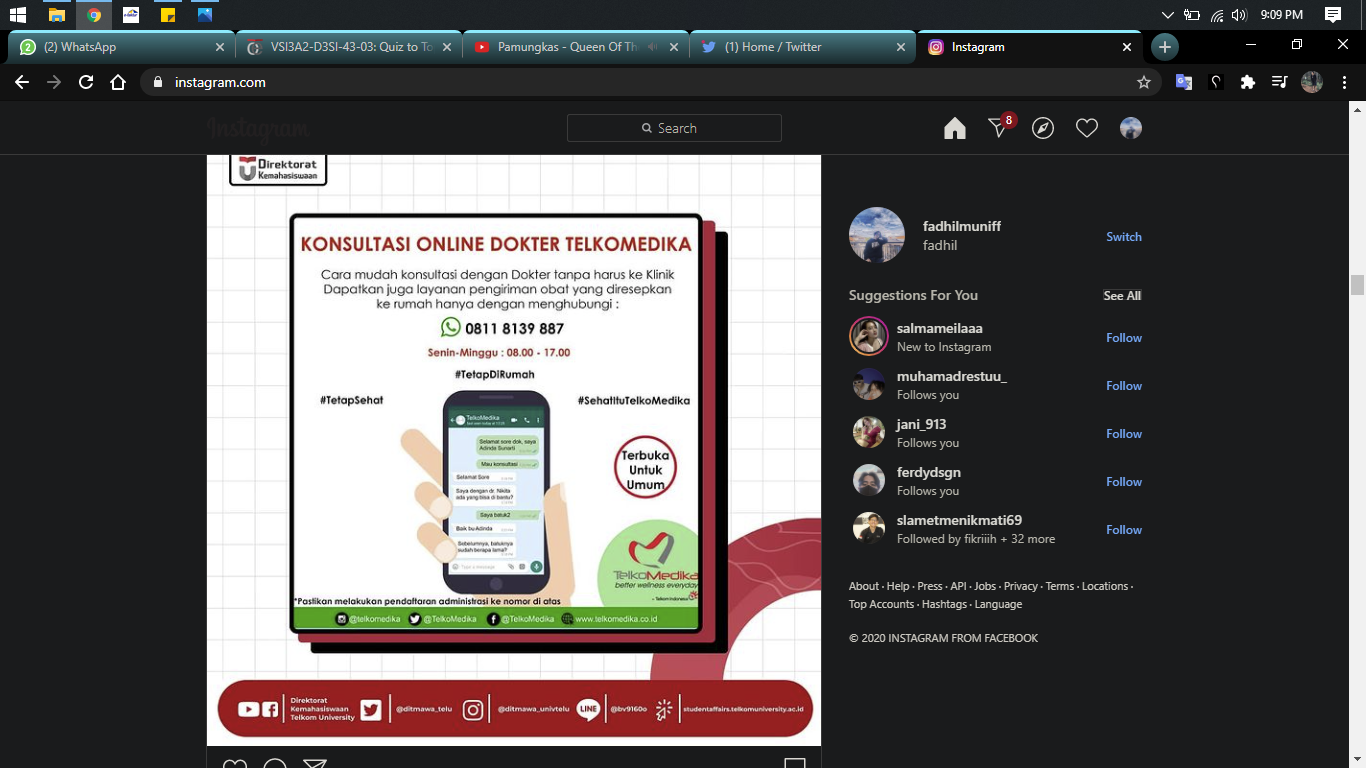 9:09 PM
2
(2) WhatsApp
VSI3A2-D3SI-43-03: Quiz to To
Pamungkas - Queen Of Th
(1) Home / Twitter
Instagram
instagram.com
Instagram
Search
8
Direktorat
Kemahasiswaan
KONSULTASI ONLINE DOKTER TELKOMEDIKA
Cara mudah konsultasi dengan Dokter tanpa harus ke Klinik
Dapatkan juga layanan pengiriman obat yang diresepkan
ke rumah hanya dengan menghubungi :
0811 8139 887
Senin-Minggu : 08.00 - 17.00
#TetapDiRumah
#TetapSehat
#SehatItuTelkoMedika
TelkoMedika
Selamat sore dok, saya
Adinda Sunarti
Mau konsultasi
Selamat Sore
Saya dengan dr. Nikita
ada yang bisa di bantu?
Saya batuk2
Baik bu Adinda
Sebelumnya, batuknya
sudah berapa lama?
Type a message
Terbuka
Untuk
Umum
TelkoMedika
better wellness everyday
- Telkom Indonesia
*Pastikan melakukan pendaftaran administrasi ke nomor di atas
@telkomedika
@TelkoMedika
@TelkoMedika
www.telkomedika.co.id
Direktorat
Kemahasiswaan
Telkom University
@ditmawa_telu
@ditmawa_univtelu
LINE
@bv9160o
studentaffairs.telkomuniversity.ac.id
fadhilmuniff
fadhil
Switch
Suggestions For You
See All
salmameilaaa
New to Instagram
Follow
muhamadrestuu_
Follows you
Follow
jani_913
Follows you
Follow
ferdydsgn
Follows you
Follow
slametmenikmati69
Followed by fikriiih + 32 more
Follow
About · Help · Press · API · Jobs · Privacy · Terms · Locations ·
Top Accounts · Hashtags · Language
© 2020 INSTAGRAM FROM FACEBOOK